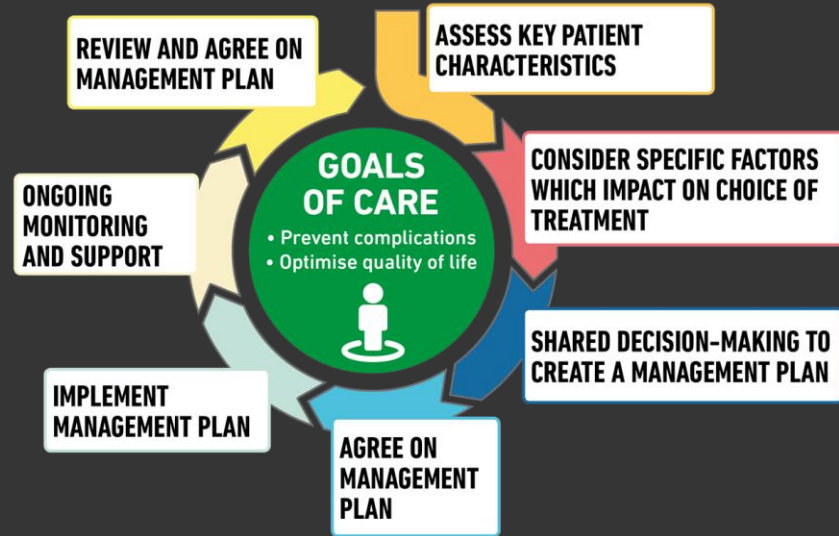 REVIEW AND AGREE ON
MANAGEMENT PLAN
ASSESS KEY PATIENT
CHARACTERISTICS
CONSIDER SPECIFIC FACTORS
WHICH IMPACT ON CHOICE OF
TREATMENT
SHARED DECISION-MAKING TO
CREATE A MANAGEMENT PLAN
AGREE ON
MANAGEMENT
PLAN
IMPLEMENT
MANAGEMENT PLAN
ONGOING
MONITORING
AND SUPPORT
GOALS
OF CARE
• Prevent complications
• Optimise quality of life